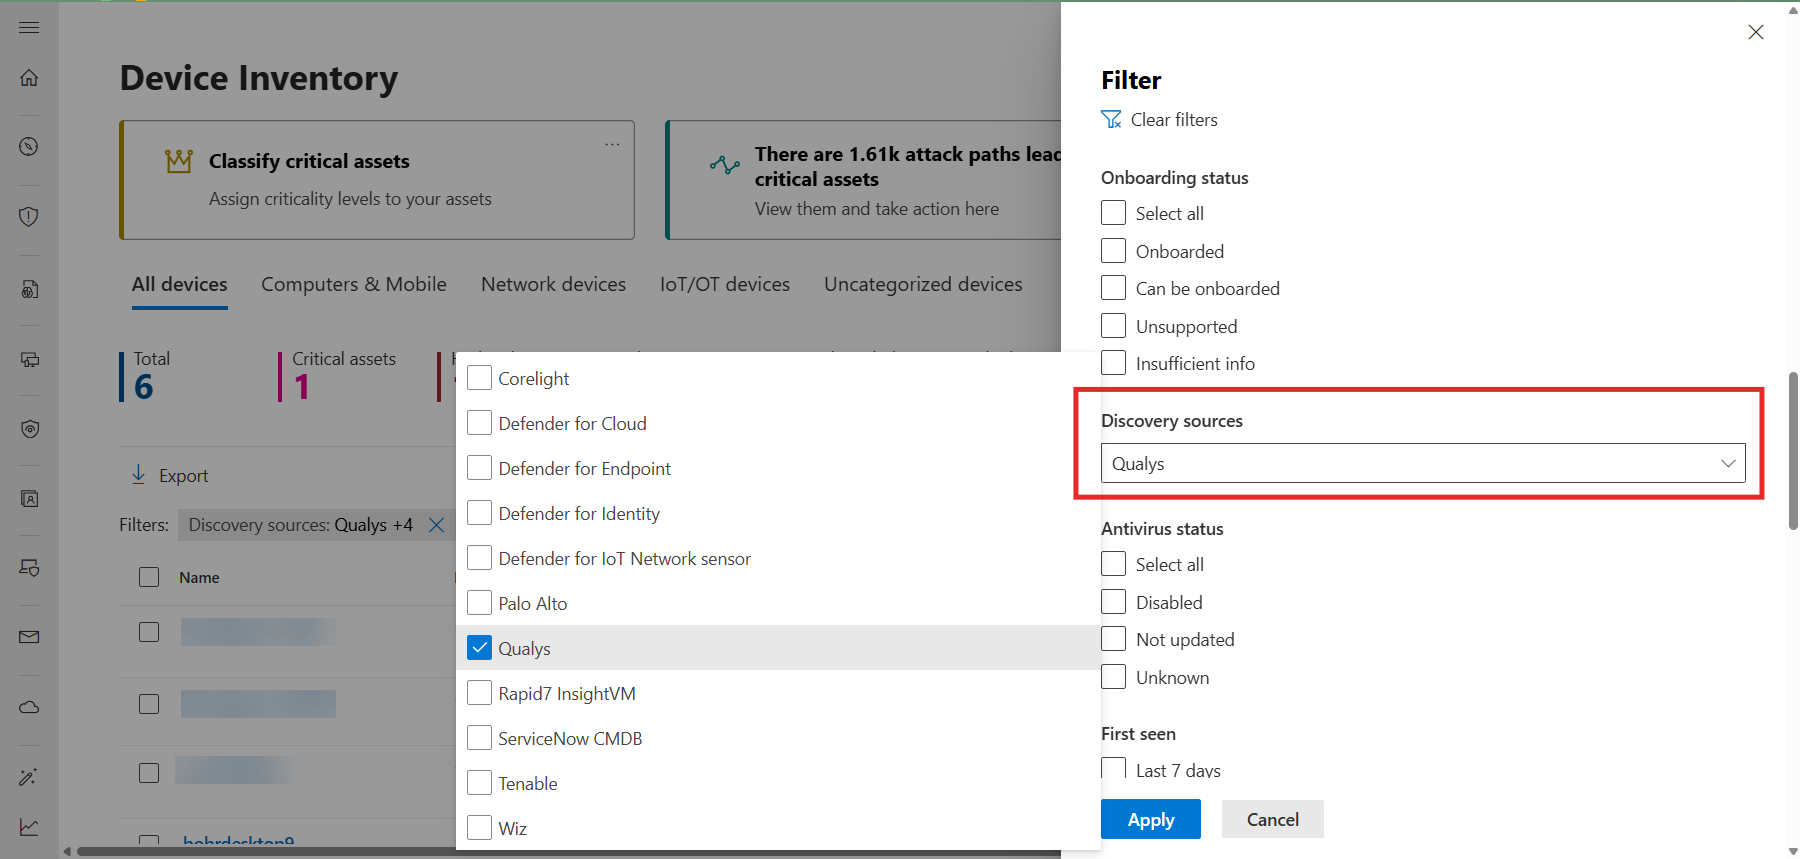 Device Inventory
Classify critical assets
...
Assign criticality levels to your assets
There are 1.61k attack paths lead
critical assets
View them and take action here
All devices
Computers & Mobile
Network devices
IoT/OT devices
Uncategorized devices
Total
6
Critical assets
1
Export
Filters:
Discovery sources: Qualys +4
Name
Corelight
Defender for Cloud
Defender for Endpoint
Defender for Identity
Defender for IoT Network sensor
Palo Alto
Qualys
Rapid7 InsightVM
ServiceNow CMDB
Tenable
Wiz
Filter
Clear filters
Onboarding status
Select all
Onboarded
Can be onboarded
Unsupported
Insufficient info
Discovery sources
Qualys
Antivirus status
Select all
Disabled
Not updated
Unknown
First seen
Last 7 days
Apply
Cancel